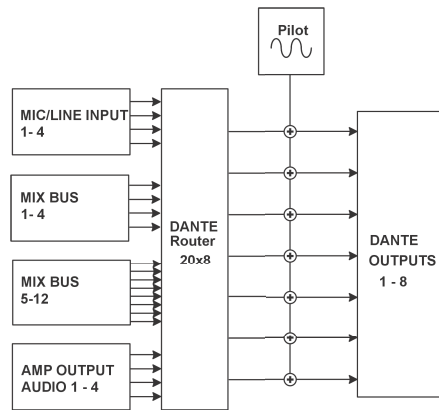 Pilot
MIC/LINE INPUT
1- 4
MIX BUS
1- 4
MIX BUS
5-12
AMP OUTPUT
AUDIO 1 - 4
DANTE
Router
20x8
DANTE
OUTPUTS
1 - 8